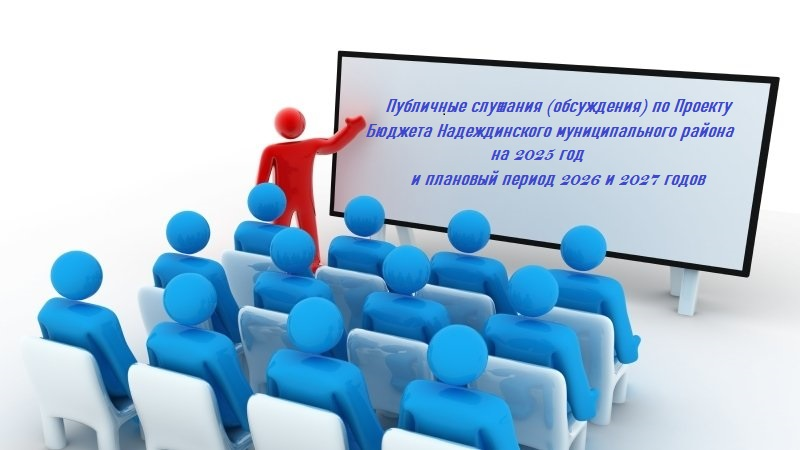 Публичные слушания (обсуждения) по Проекту
Бюджета Надеждинского муниципального района
на 2025 год
и плановый период 2026 и 2027 годов